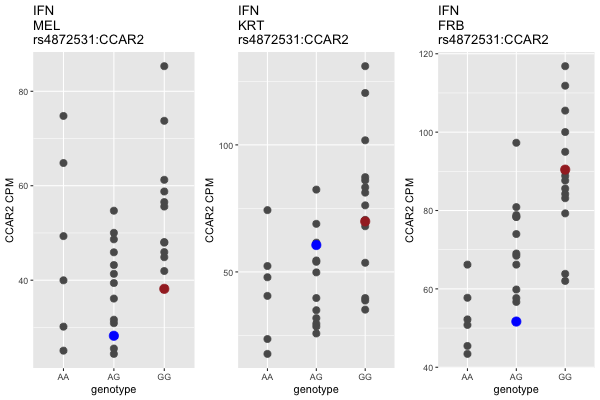 IFN
MEL
rs4872531:CCAR2
CCAR2 CPM
80
60
40
AA
AG
GG
genotype
IFN
KRT
rs4872531:CCAR2
CCAR2 CPM
100
50
AA
AG
GG
genotype
IFN
FRB
rs4872531:CCAR2
CCAR2 CPM
120
100
80
60
40
AA
AG
GG
genotype